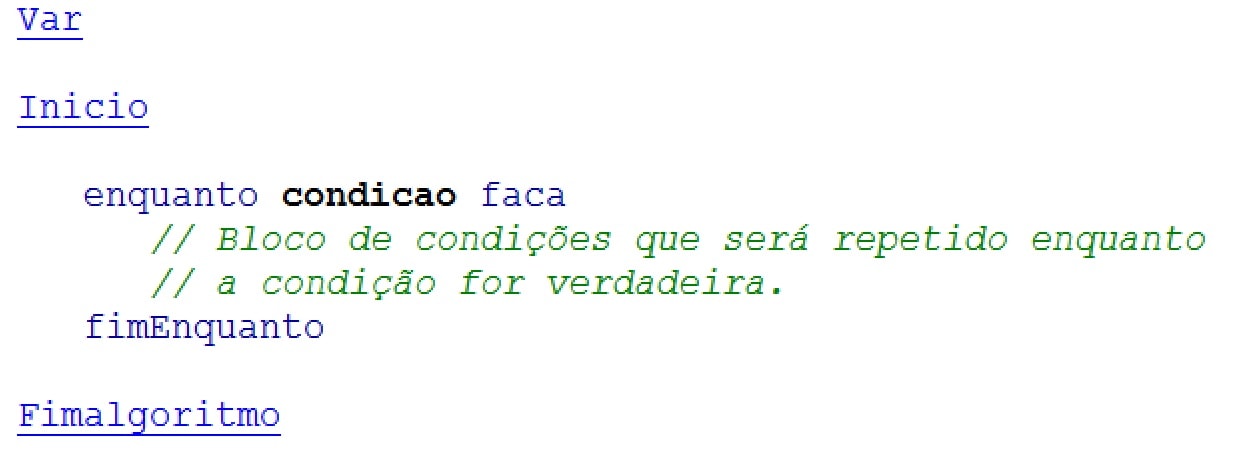 Var
Inicio
enquanto condicao faca
// Bloco de condições que será repetido enquanto
// a condição for verdadeira.
fimEnquanto
Fimalgoritmo